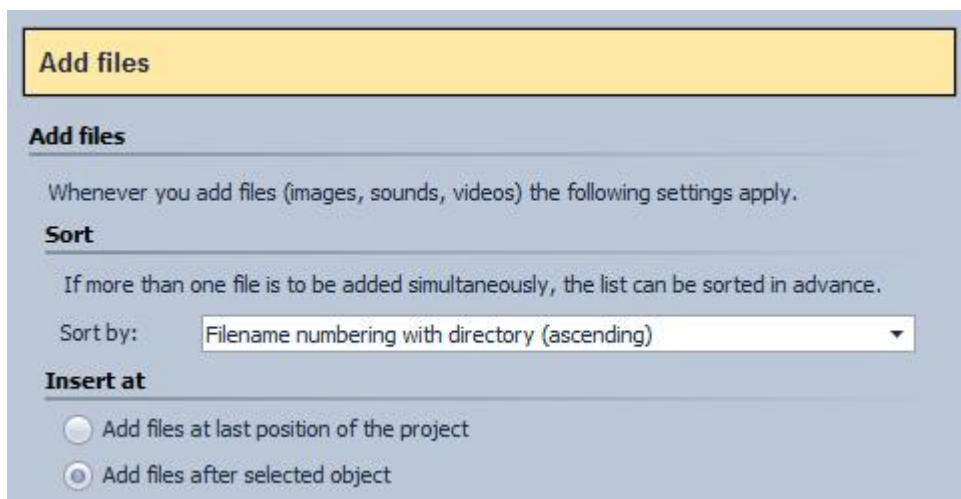 Add files
Add files
Whenever you add files (images, sounds, videos) the following settings apply.
Sort
If more than one file is to be added simultaneously, the list can be sorted in advance.
Sort by: Filename numbering with directory (ascending)
Insert at
Add files at last position of the project
Add files after selected object